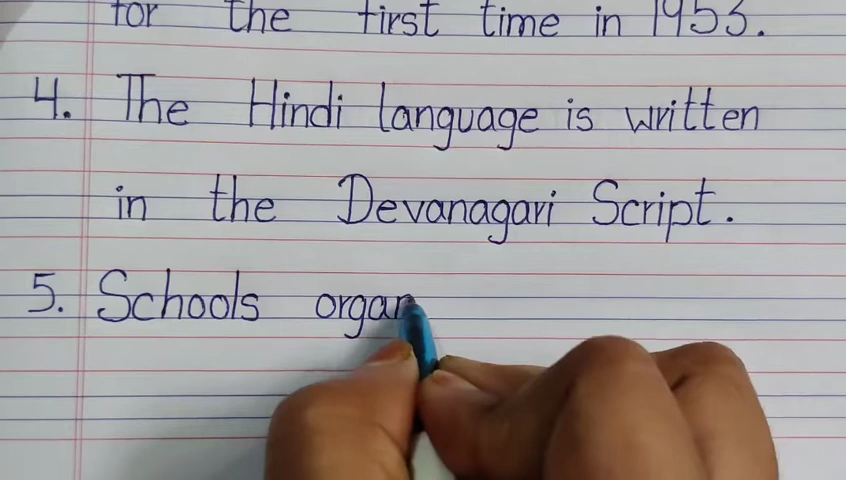 for the first time in 1953.
4. The Hindi language is written
in the Devanagari Script.
5. Schools organ